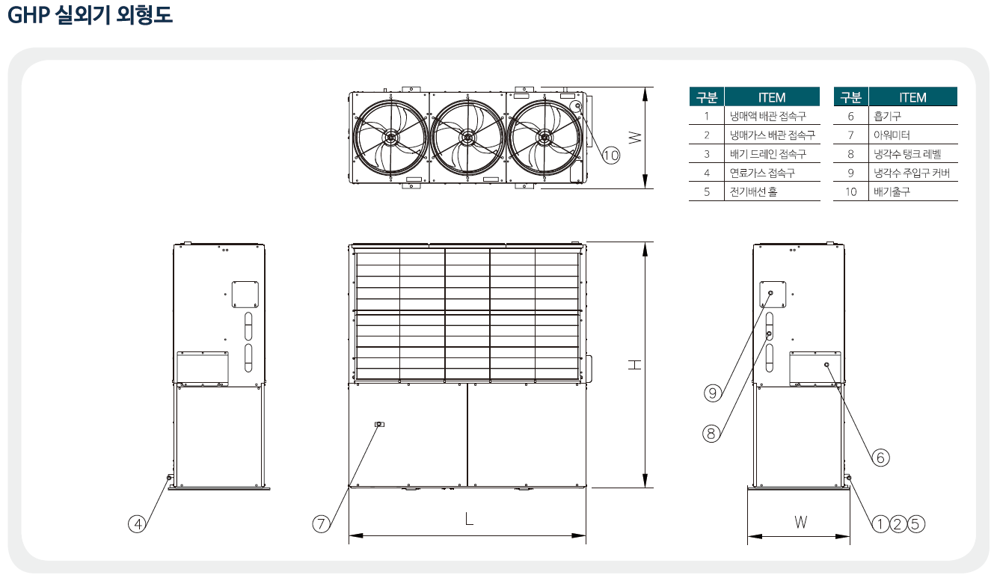 GHP 실외기 외형도
구분 ITEM 구분 ITEM
1 냉매액 배관 접속구 6 흡기구
2 냉매가스 배관 접속구 7 아워미터
3 배기 드레인 접속구 8 냉각수 탱크 레벨
4 연료가스 접속구 9 냉각수 주입구 커버
5 전기배선 홀 10 배기출구
W
⑩
H
⑨
⑧
⑥
④
⑦
L
W
①②⑤